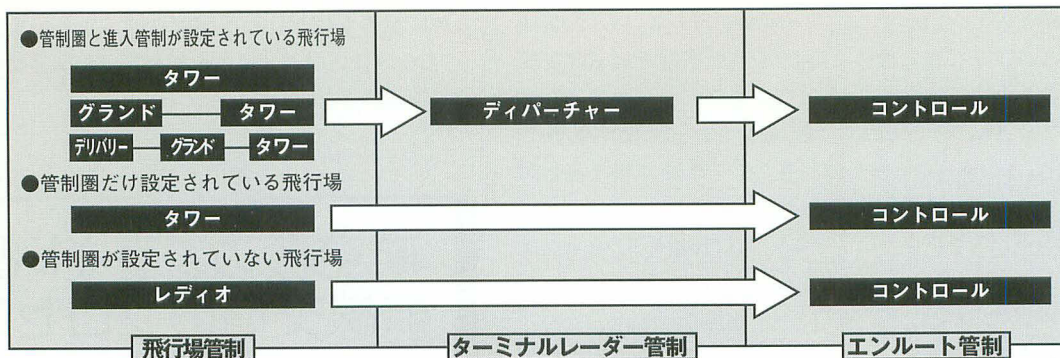 ●管制圏と進入管制が設定されている飛行場
タワー
グランド タワー ディパーチャー コントロール
デリバリー グランド タワー
●管制圏だけ設定されている飛行場
タワー コントロール
●管制圏が設定されていない飛行場
レディオ コントロール
飛行場管制 ターミナルレーダー管制 エンルート管制